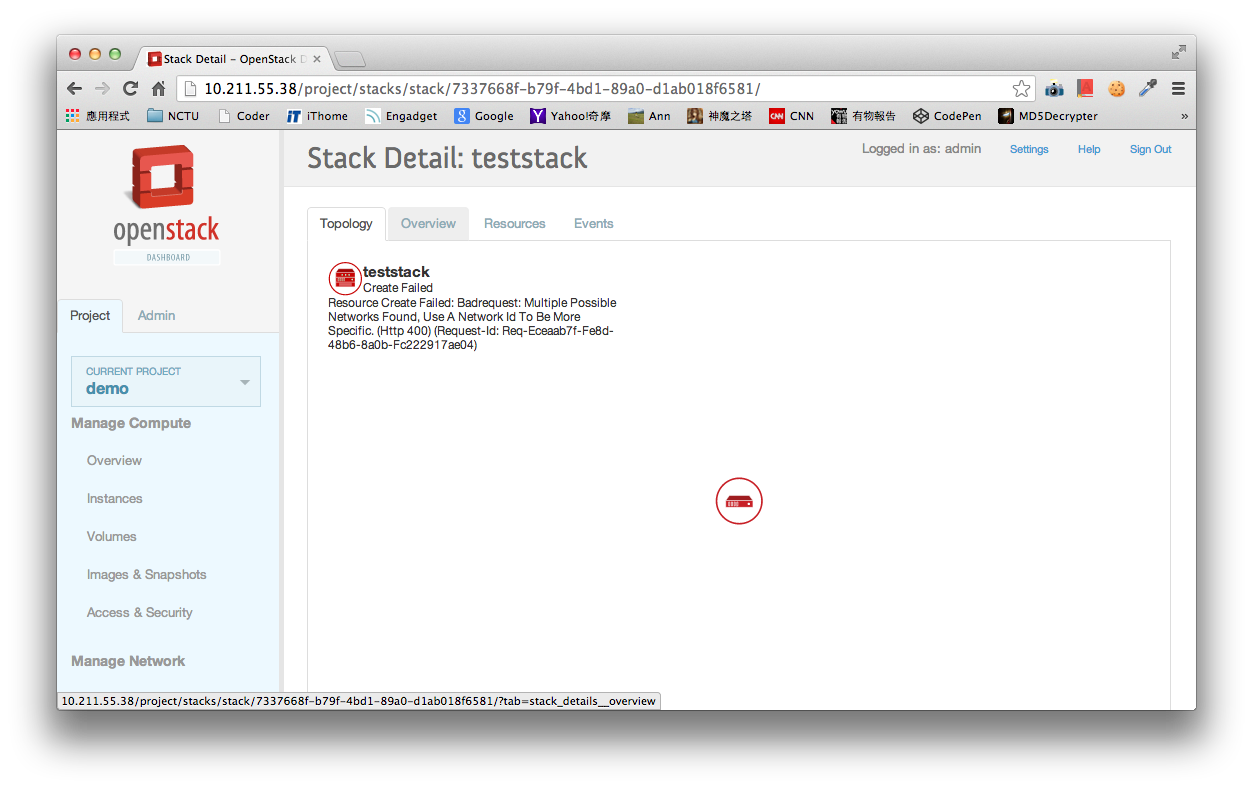 Stack Detail - OpenStack D
10.211.55.38/project/stacks/stack/7337668f-b79f-4bd1-89a0-d1ab018f6581/
應用程式 NCTU Coder iThome Engadget Google Yahoo!奇摩 Ann 神魔之塔 CNN 有物報告 CodePen MD5Decrypter »
openstack
DASHBOARD
Stack Detail: teststack
Logged in as: admin Settings Help Sign Out
Project Admin
CURRENT PROJECT
demo
Manage Compute
Overview
Instances
Volumes
Images & Snapshots
Access & Security
Manage Network
Topology Overview Resources Events
teststack
Create Failed
Resource Create Failed: Badrequest: Multiple Possible
Networks Found, Use A Network Id To Be More
Specific. (Http 400) (Request-Id: Req-Eceaab7f-Fe8d-
48b6-8a0b-Fc222917ae04)
10.211.55.38/project/stacks/stack/7337668f-b79f-4bd1-89a0-d1ab018f6581/?tab=stack_details__overview